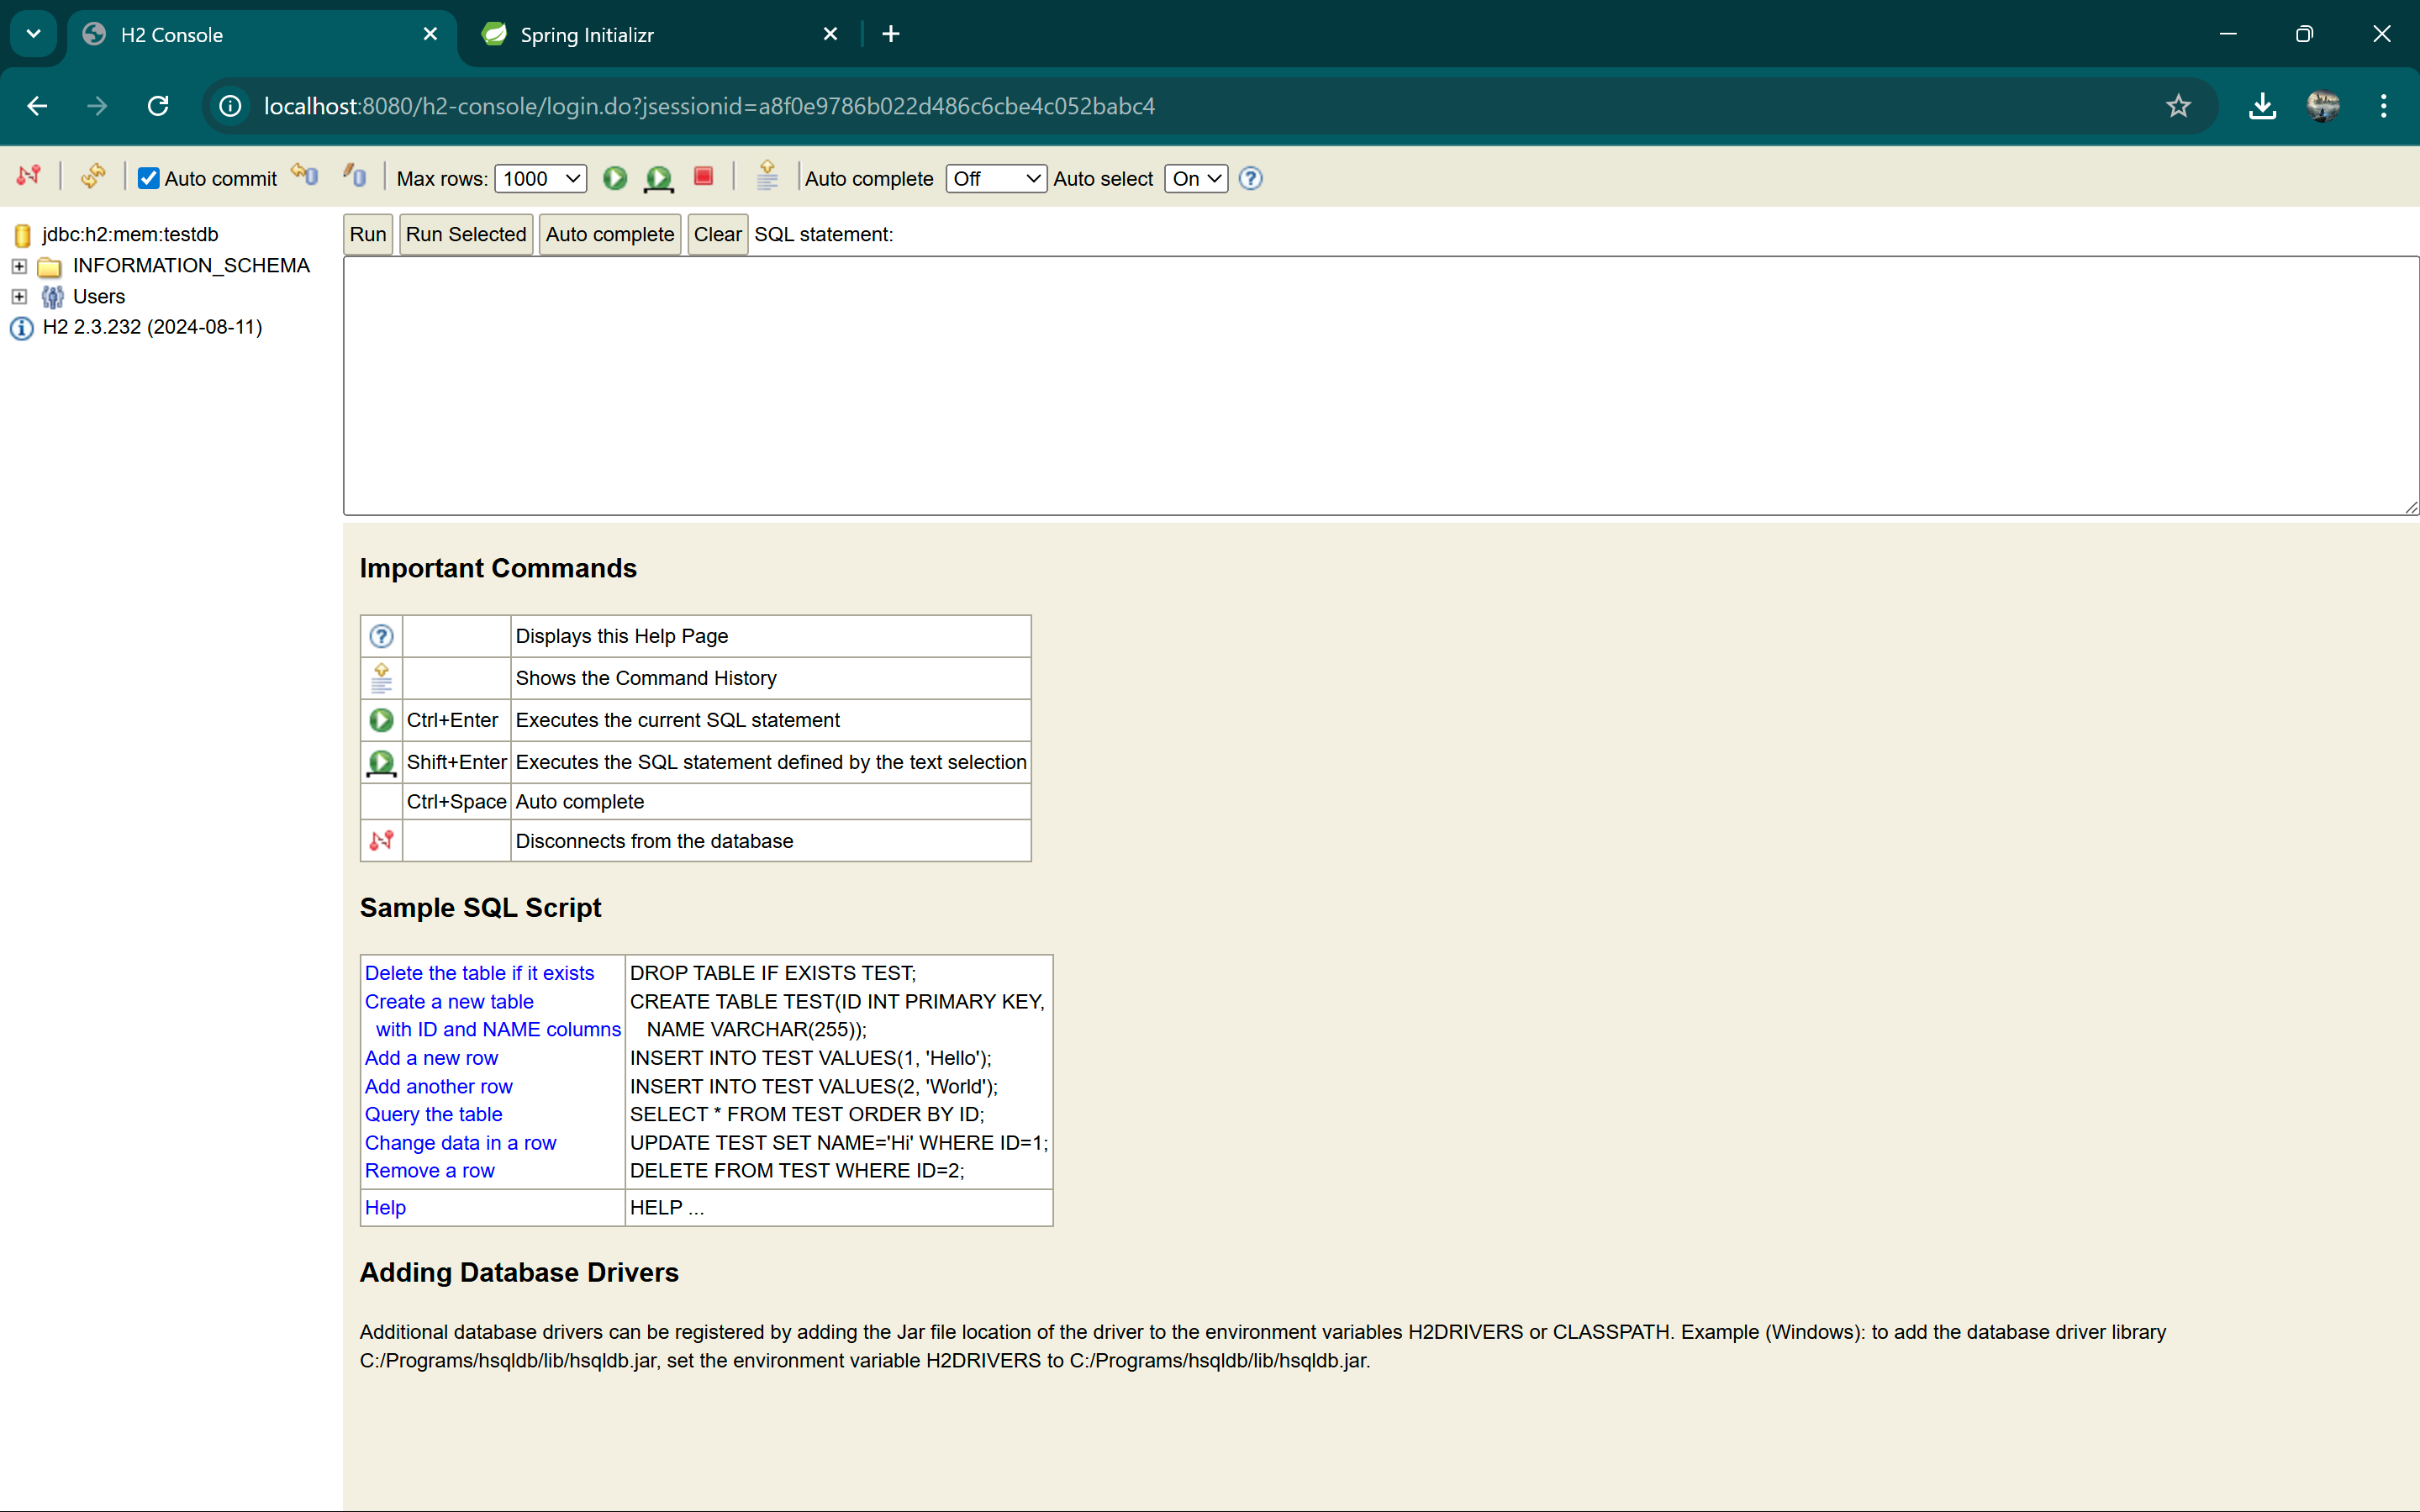 H2 Console
Spring Initializr
localhost:8080/h2-console/login.do?jsessionid=a8f0e9786b022d486c6cbe4c052babc4
Auto commit
Max rows: 1000
Auto complete Off
Auto select On
jdbc:h2:mem:testdb
INFORMATION_SCHEMA
Users
H2 2.3.232 (2024-08-11)
Run Run Selected Auto complete Clear SQL statement:
Important Commands
Displays this Help Page
Shows the Command History
Ctrl+Enter Executes the current SQL statement
Shift+Enter Executes the SQL statement defined by the text selection
Ctrl+Space Auto complete
Disconnects from the database
Sample SQL Script
Delete the table if it exists DROP TABLE IF EXISTS TEST;
Create a new table CREATE TABLE TEST(ID INT PRIMARY KEY,
with ID and NAME columns NAME VARCHAR(255));
Add a new row INSERT INTO TEST VALUES(1, 'Hello');
Add another row INSERT INTO TEST VALUES(2, 'World');
Query the table SELECT * FROM TEST ORDER BY ID;
Change data in a row UPDATE TEST SET NAME='Hi' WHERE ID=1;
Remove a row DELETE FROM TEST WHERE ID=2;
Help HELP ...
Adding Database Drivers
Additional database drivers can be registered by adding the Jar file location of the driver to the environment variables H2DRIVERS or CLASSPATH. Example (Windows): to add the database driver library
C:/Programs/hsqldb/lib/hsqldb.jar, set the environment variable H2DRIVERS to C:/Programs/hsqldb/lib/hsqldb.jar.